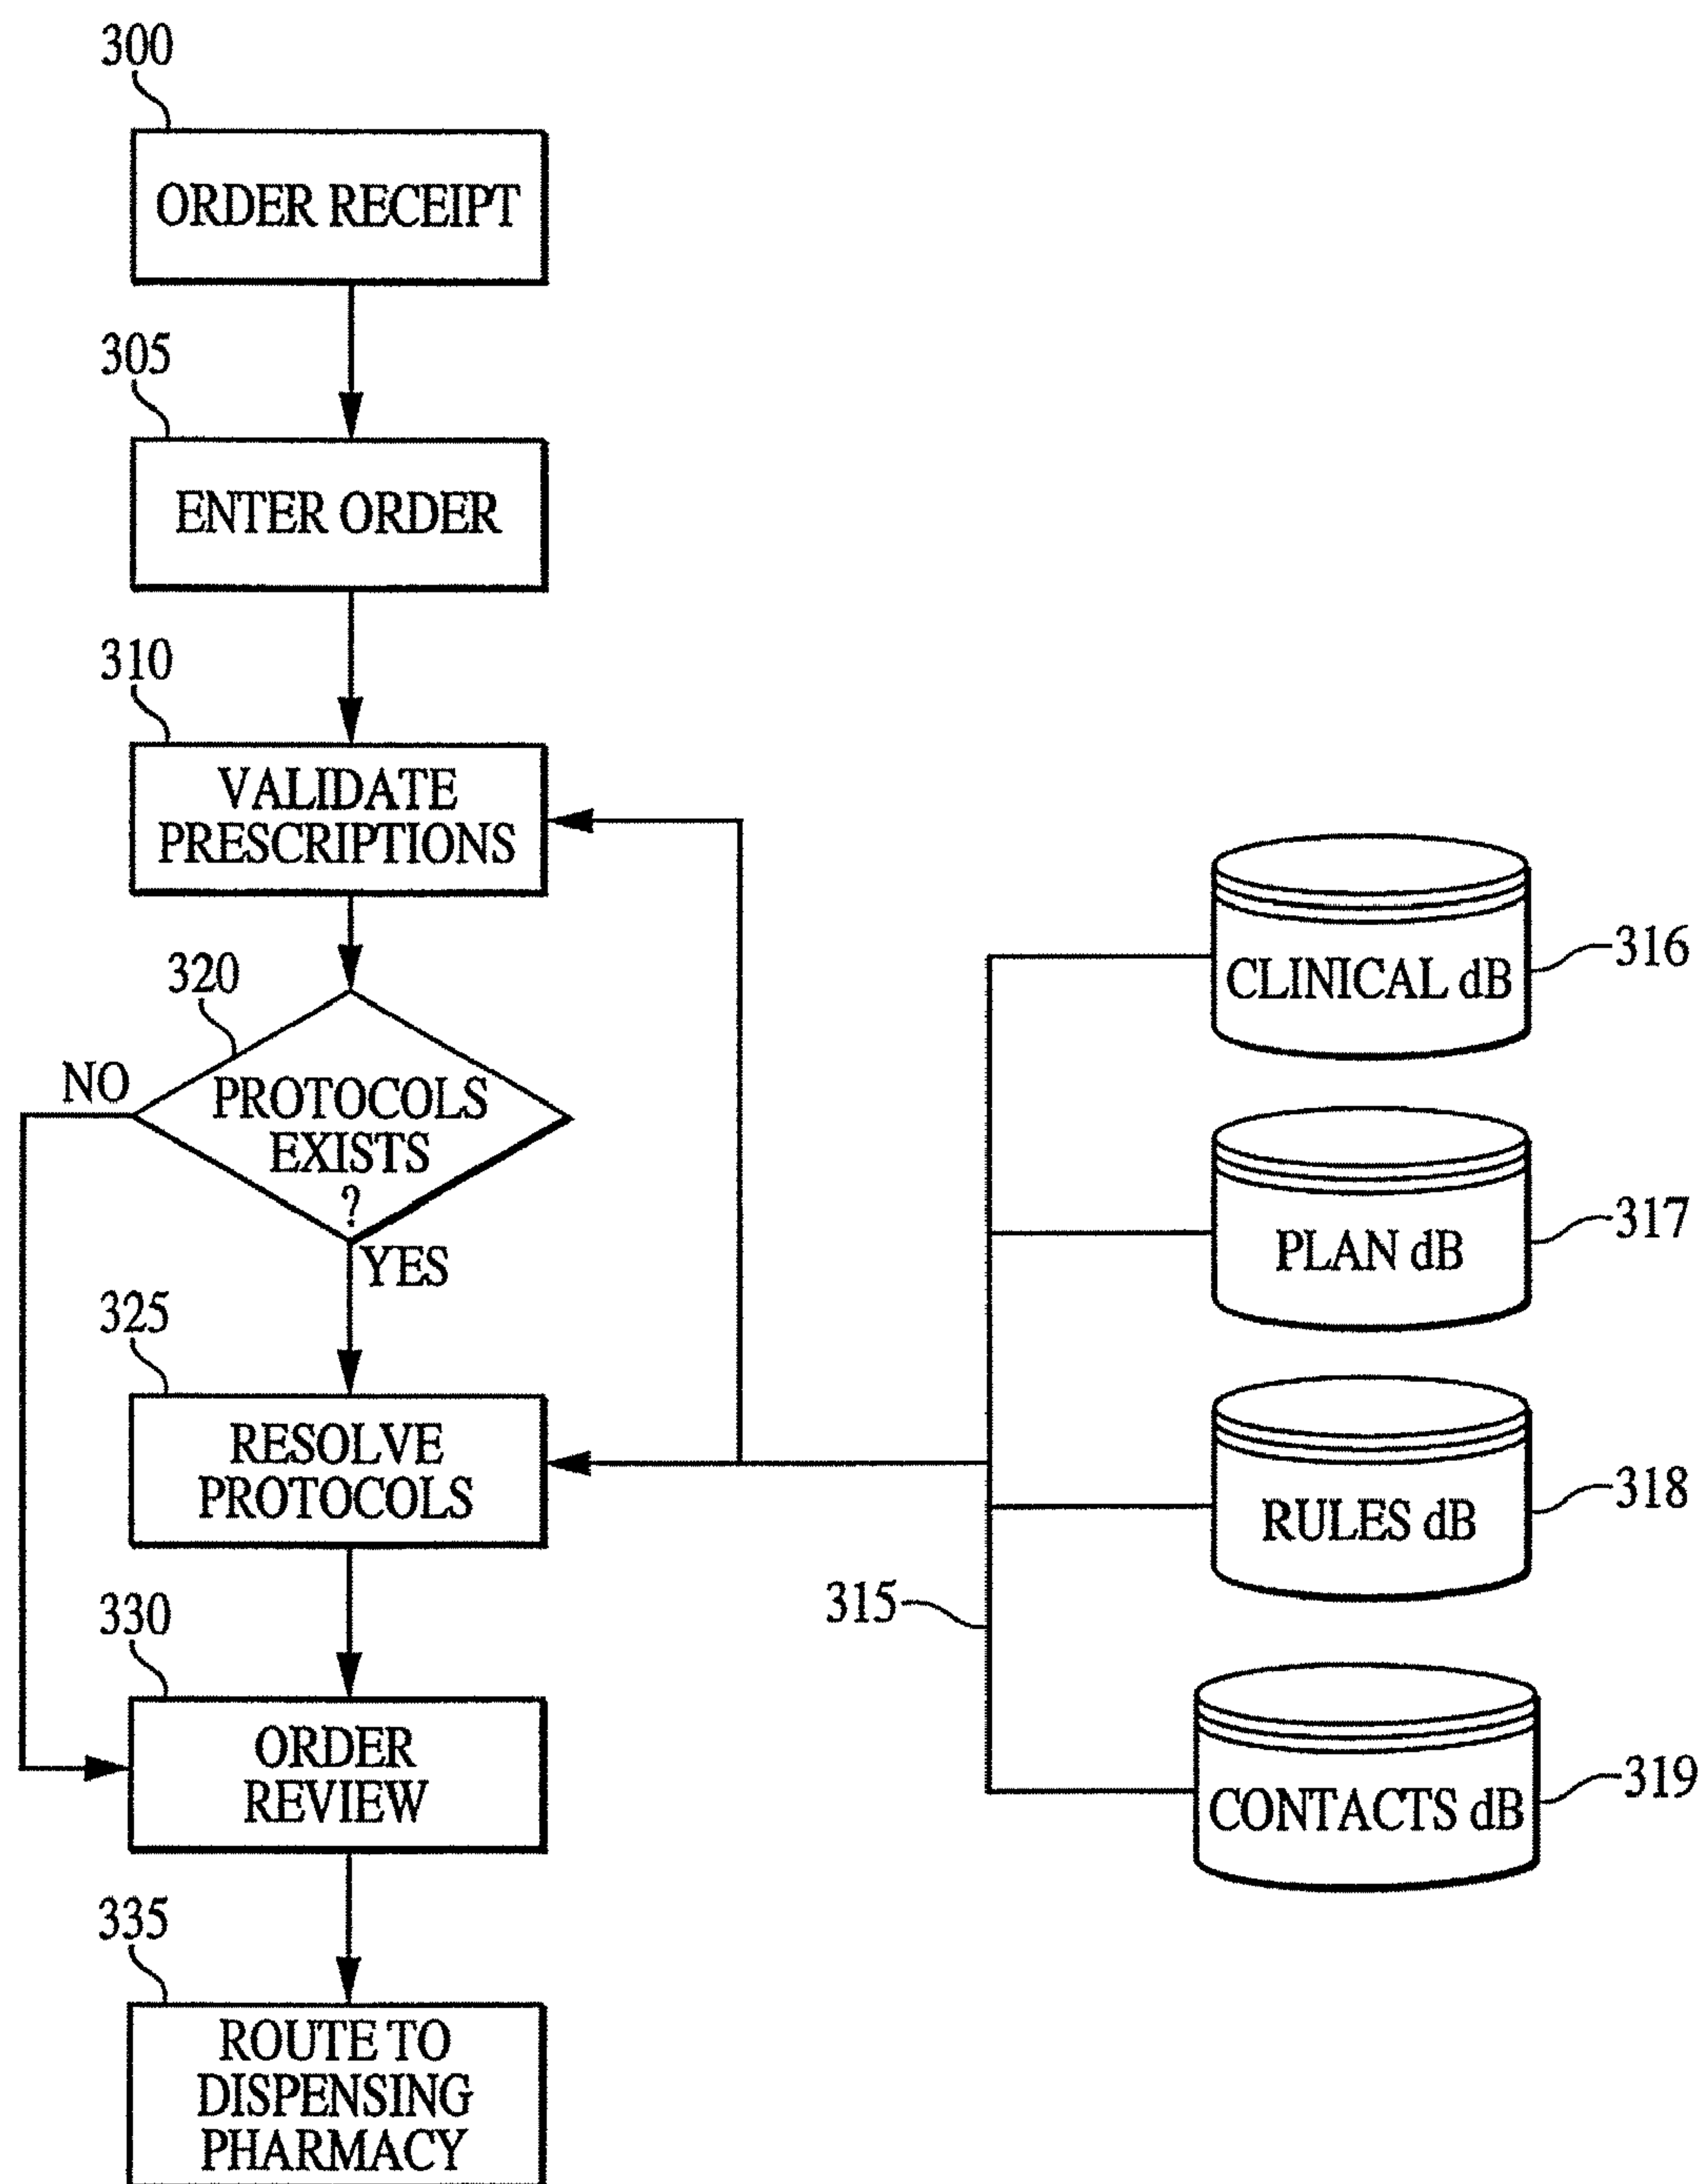 300
ORDER RECEIPT
305
ENTER ORDER
310
VALIDATE
PRESCRIPTIONS
320
NO
PROTOCOLS
EXISTS
?
YES
325
RESOLVE
PROTOCOLS
330
ORDER
REVIEW
335
ROUTE TO
DISPENSING
PHARMACY
315
CLINICAL dB
316
PLAN dB
317
RULES dB
318
CONTACTS dB
319